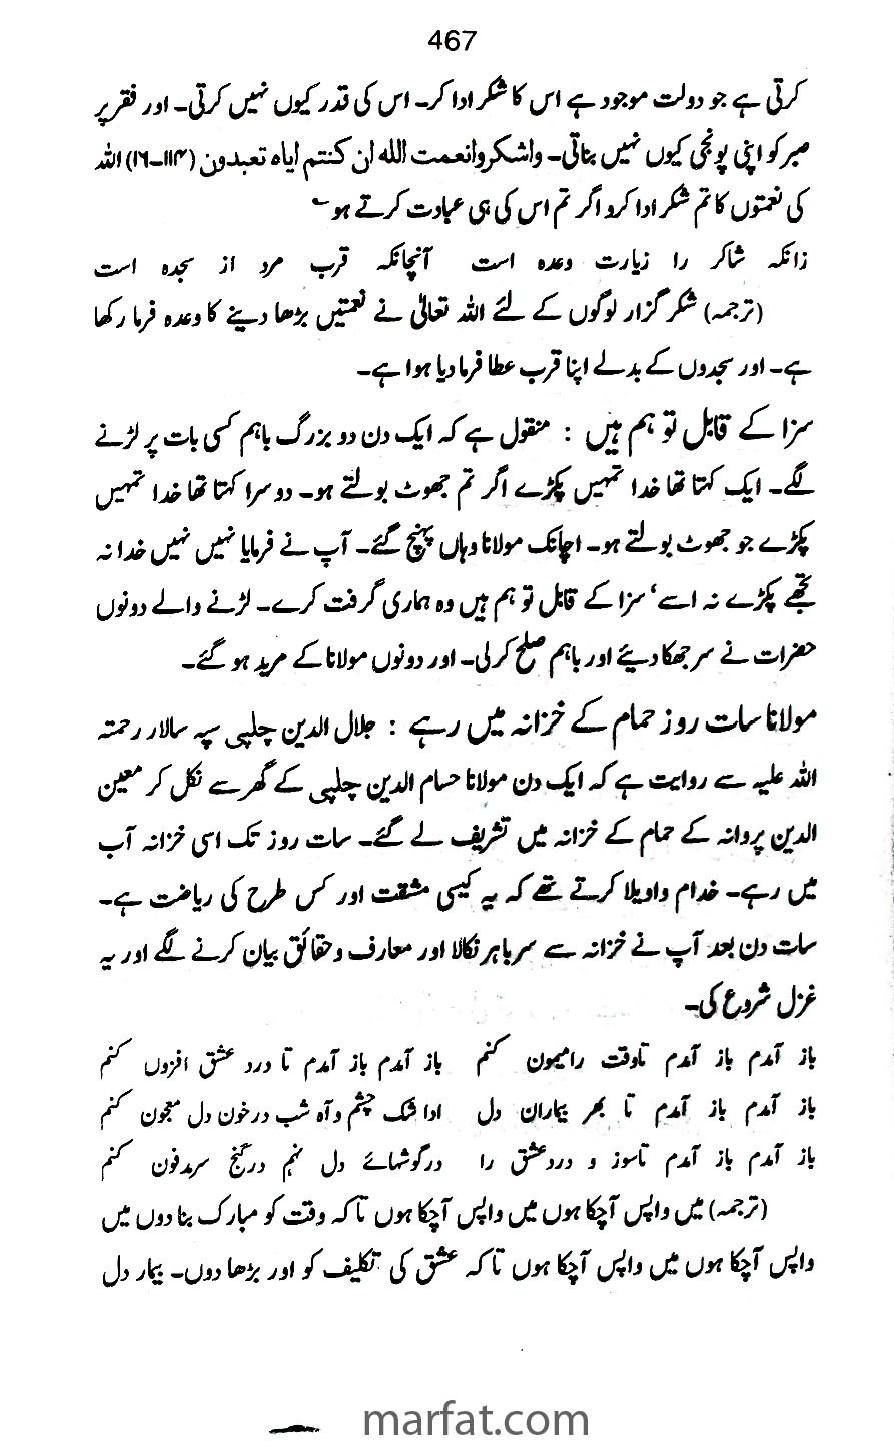 467
کرتی ہے جو دولت موجود ہے اس کا شکر ادا کر۔ اس کی قدر کیوں نہیں کرتی۔ اور فقر پر
صبر کو اپنی پونجی کیوں نہیں بناتی۔ واشکروانعمت اللہ ان کنتم ایاہ تعبدون (۱۱۴-۱۶) اللہ
کی نعمتوں کا تم شکر ادا کرو اگر تم اس کی ہی عبادت کرتے ہو ؎
زانکہ شاکر را زیارت وعدہ است آنچانکہ قرب مرد از سجدہ است
(ترجمہ) شکر گزار لوگوں کے لئے اللہ تعالیٰ نے نعمتیں بڑھا دینے کا وعدہ فرما رکھا
ہے۔ اور سجدوں کے بدلے اپنا قرب عطا فرما دیا ہوا ہے۔
سزا کے قابل تو ہم ہیں : منقول ہے کہ ایک دن دو بزرگ باہم کسی بات پر لڑنے
لگے۔ ایک کہتا تھا خدا تمہیں پکڑے اگر تم جھوٹ بولتے ہو۔ دوسرا کہتا تھا خدا تمہیں
پکڑے جو جھوٹ بولتے ہو۔ اچانک مولانا وہاں پہنچ گئے۔ آپ نے فرمایا نہیں نہیں خدا نہ
تجھے پکڑے نہ اسے‘ سزا کے قابل تو ہم ہیں وہ ہماری گرفت کرے۔ لڑنے والے دونوں
حضرات نے سر جھکا دیئے اور باہم صلح کر لی۔ اور دونوں مولانا کے مرید ہو گئے۔
مولانا سات روز حمام کے خزانہ میں رہے : جلال الدین چلپی سپہ سالار رحمتہ
اللہ علیہ سے روایت ہے کہ ایک دن مولانا حسام الدین چلپی کے گھر سے نکل کر معین
الدین پروانہ کے حمام کے خزانہ میں تشریف لے گئے۔ سات روز تک اسی خزانہ آب
میں رہے۔ خدام واویلا کرتے تھے کہ یہ کیسی مشقت اور کس طرح کی ریاضت ہے۔
سات دن بعد آپ نے خزانہ سے سر باہر نکالا اور معارف و حقائق بیان کرنے لگے اور یہ
غزل شروع کی۔
باز آمدم باز آمدم تاوقت رامیمون کنم باز آمدم باز آمدم تا درد عشق افزوں کنم
باز آمدم باز آمدم تا بھر بیماران دل اداشک چشم و آہ شب درخون دل معجون کنم
باز آمدم باز آمدم تاسوز و دردعشق را درگوشہائے دل نہم درگنج سرمدفون کنم
(ترجمہ) میں واپس آچکا ہوں میں واپس آچکا ہوں تاکہ وقت کو مبارک بنا دوں میں
واپس آچکا ہوں میں واپس آچکا ہوں تاکہ عشق کی تکلیف کو اور بڑھا دوں۔ بیمار دل
marfat.com